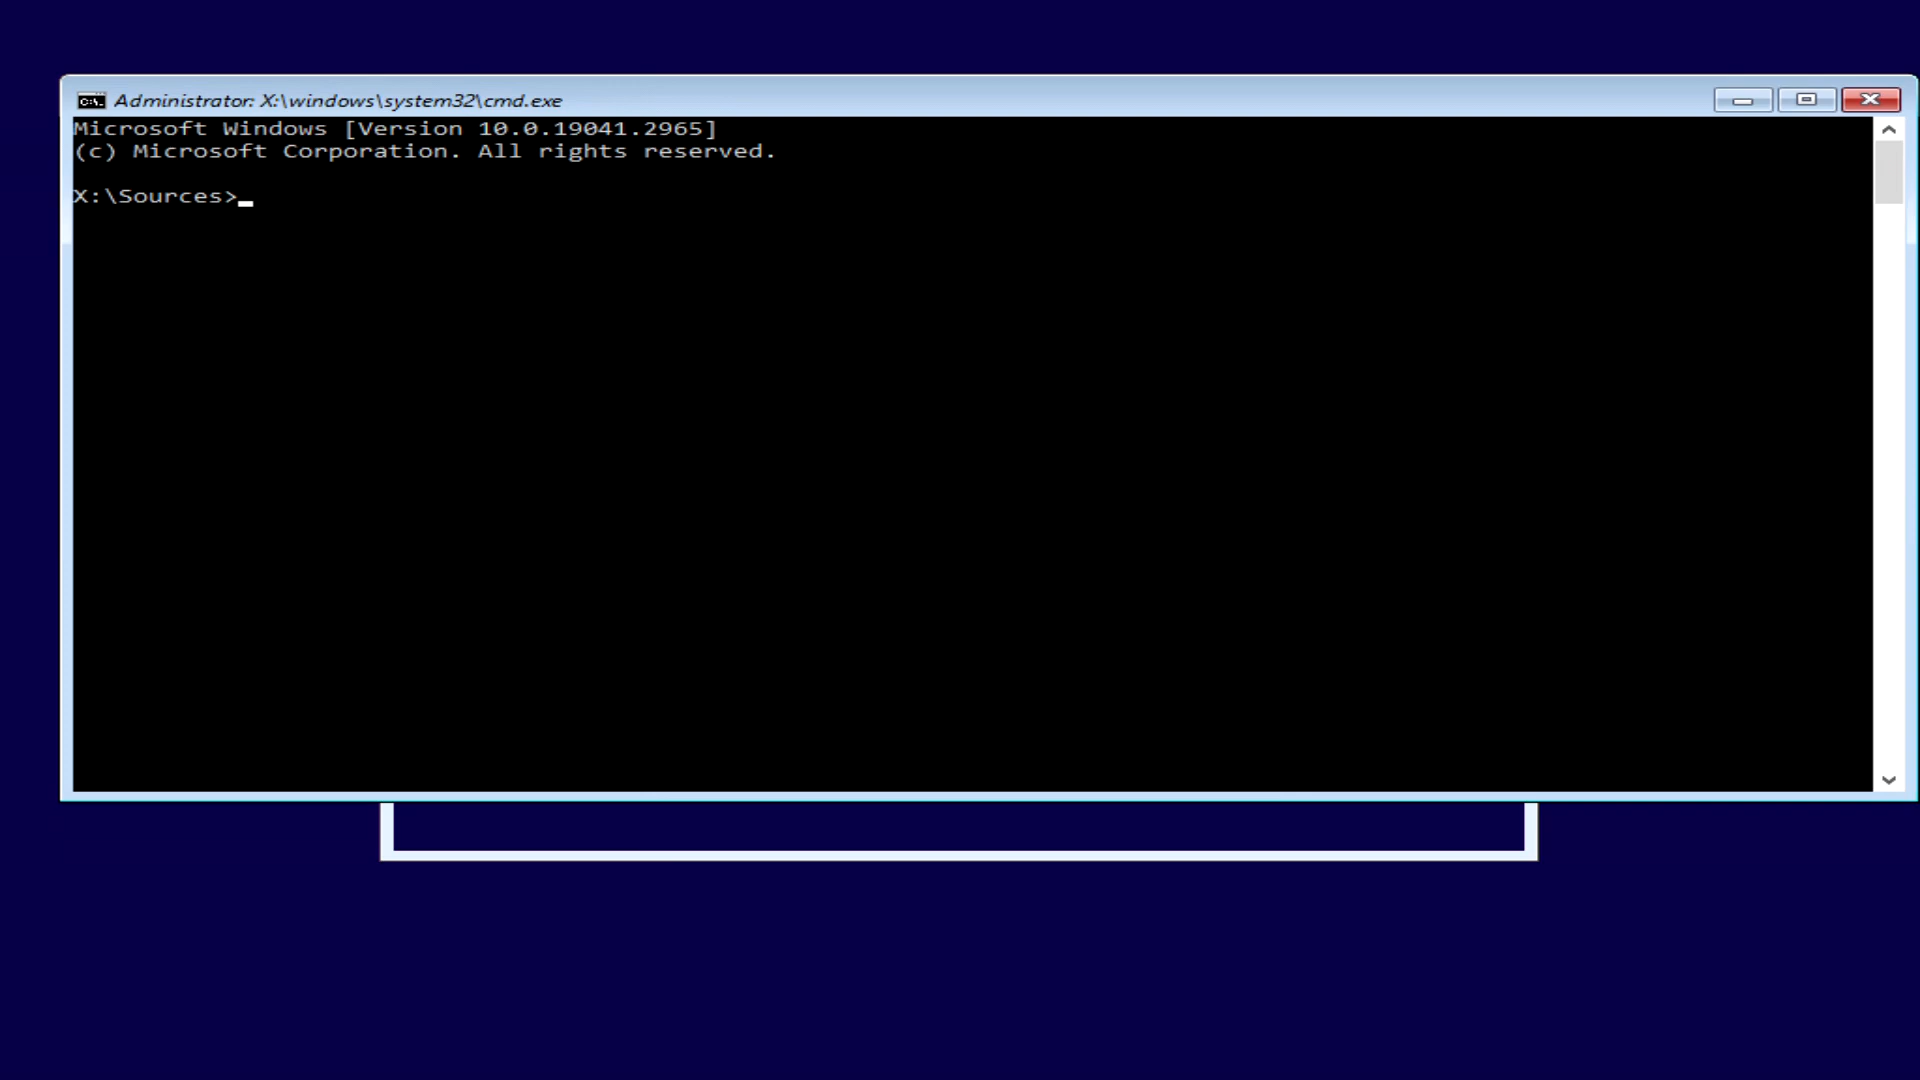 Administrator: X:\windows\system32\cmd.exe
Microsoft Windows [Version 10.0.19041.2965]
(c) Microsoft Corporation. All rights reserved.
X:\Sources>